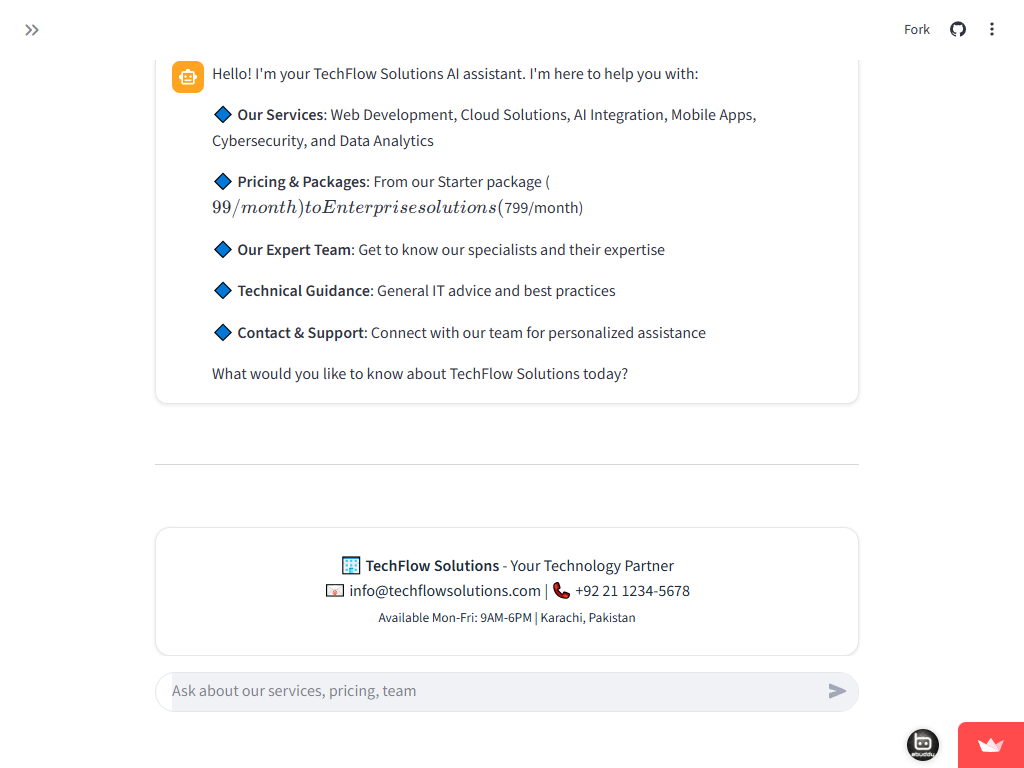 Fork
Hello! I'm your TechFlow Solutions AI assistant. I'm here to help you with:
🔷 Our Services: Web Development, Cloud Solutions, AI Integration, Mobile Apps,
Cybersecurity, and Data Analytics
🔷 Pricing & Packages: From our Starter package (
99/month)toEnterprisesolutions(799/month)
🔷 Our Expert Team: Get to know our specialists and their expertise
🔷 Technical Guidance: General IT advice and best practices
🔷 Contact & Support: Connect with our team for personalized assistance
What would you like to know about TechFlow Solutions today?
🏢 TechFlow Solutions - Your Technology Partner
📧 info@techflowsolutions.com | 📞 +92 21 1234-5678
Available Mon-Fri: 9AM-6PM | Karachi, Pakistan
Ask about our services, pricing, team